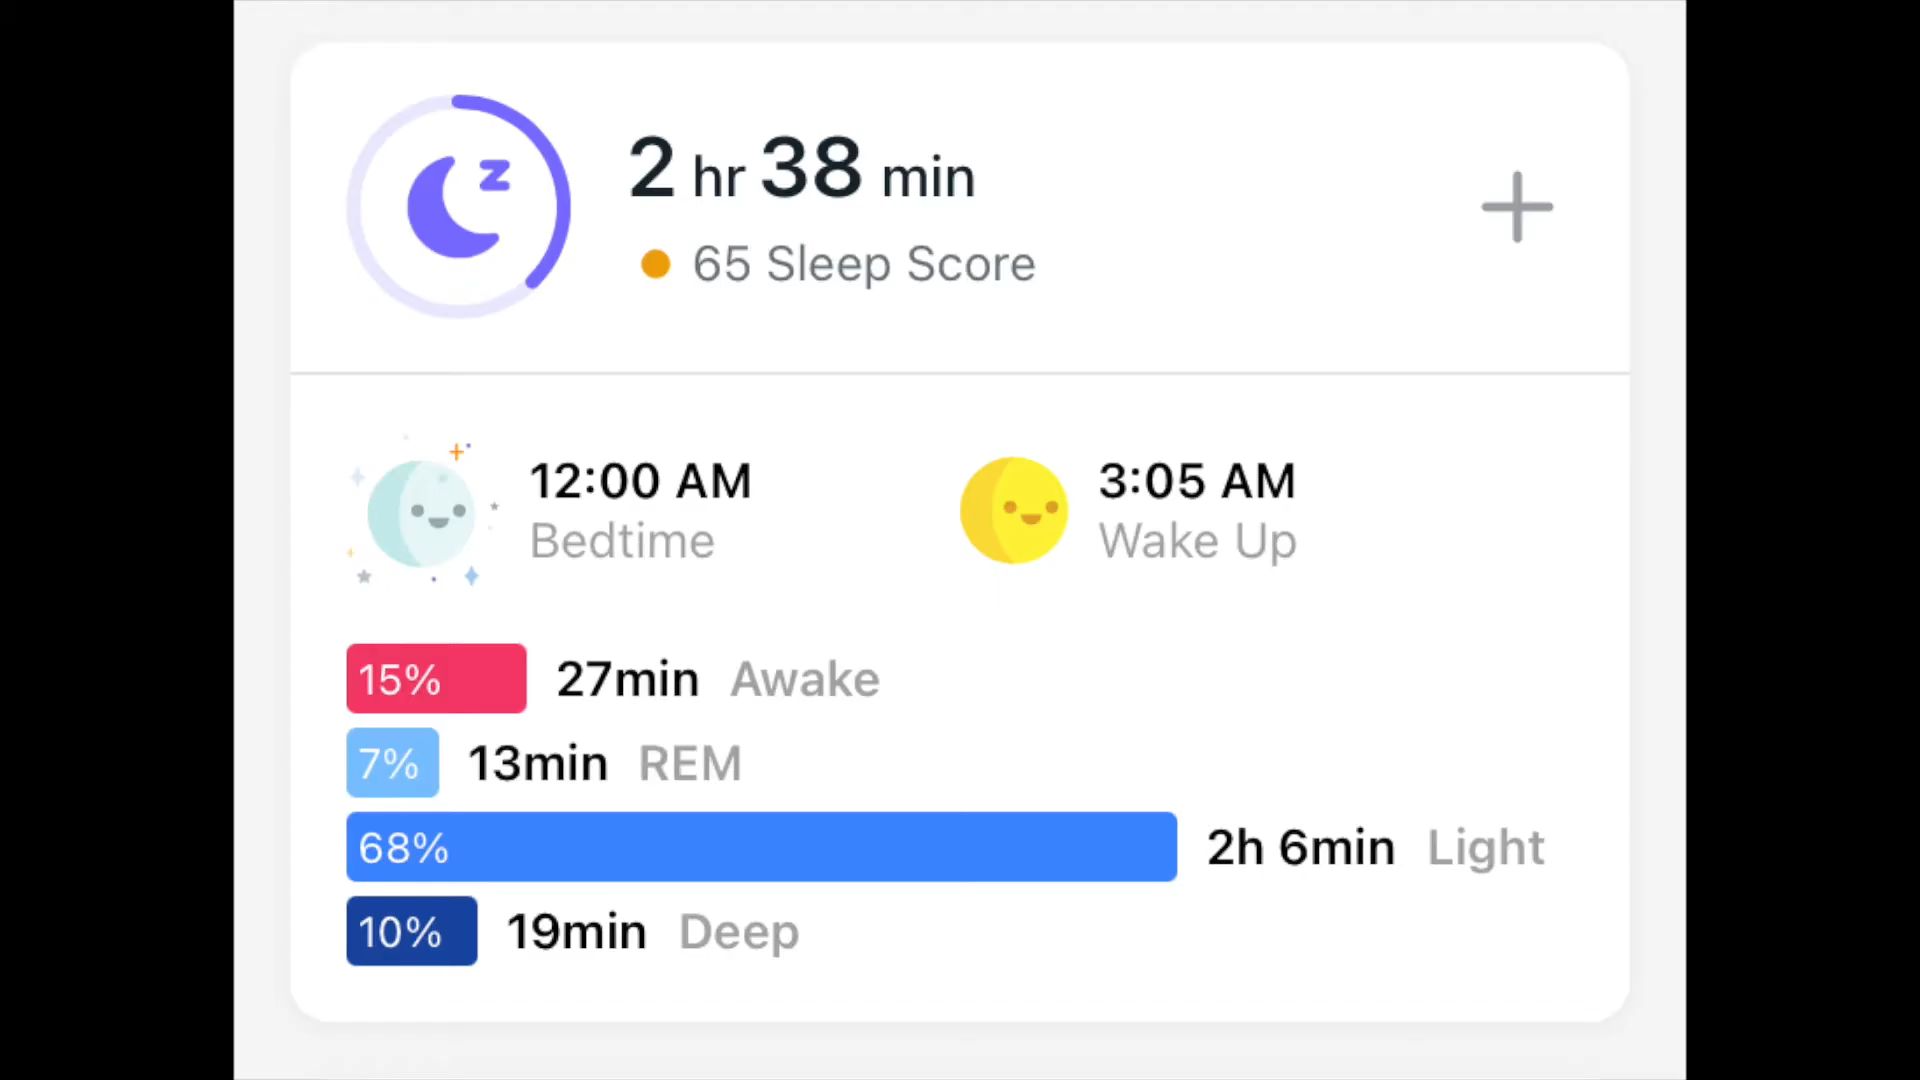 2 hr 38 min
65 Sleep Score
12:00 AM
Bedtime
3:05 AM
Wake Up
15% 27min Awake
7% 13min REM
68% 2h 6min Light
10% 19min Deep